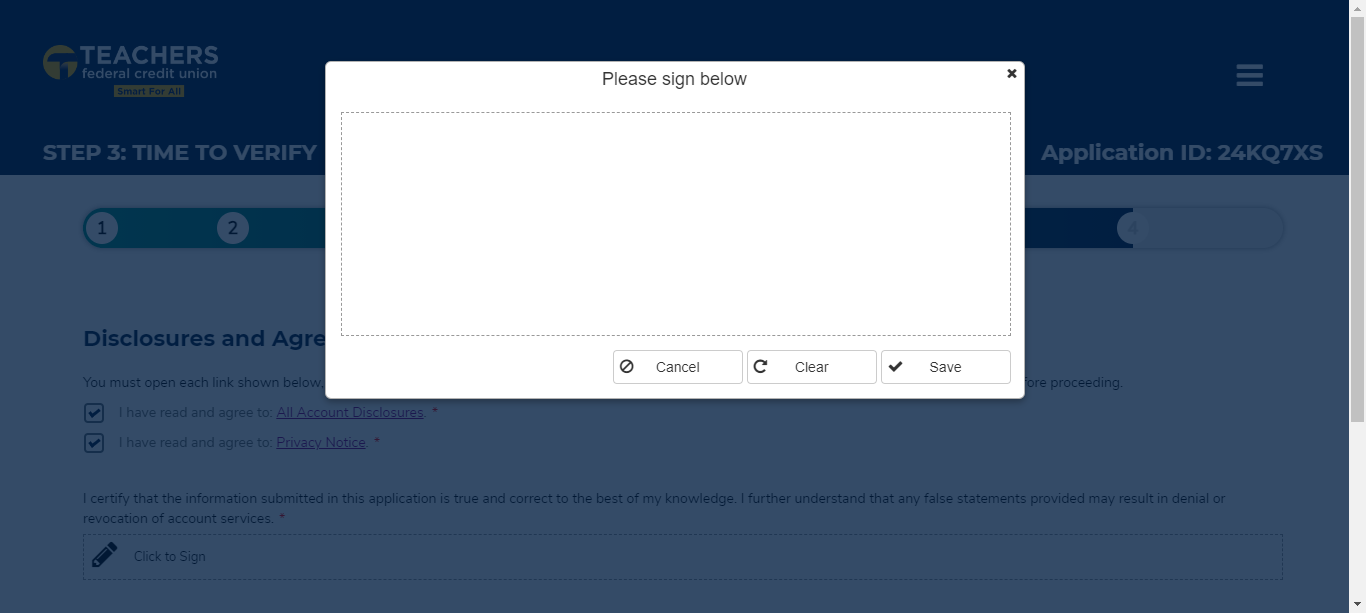 TEACHERS
federal credit union
Smart For All
Please sign below
STEP 3: TIME TO VERIFY
Application ID: 24KQ7XS
1
2
4
Cancel
Clear
Save
Disclosures and Agre
You must open each link shown below,
fore proceeding.
I have read and agree to: All Account Disclosures. *
I have read and agree to: Privacy Notice. *
I certify that the information submitted in this application is true and correct to the best of my knowledge. I further understand that any false statements provided may result in denial or
revocation of account services. *
Click to Sign